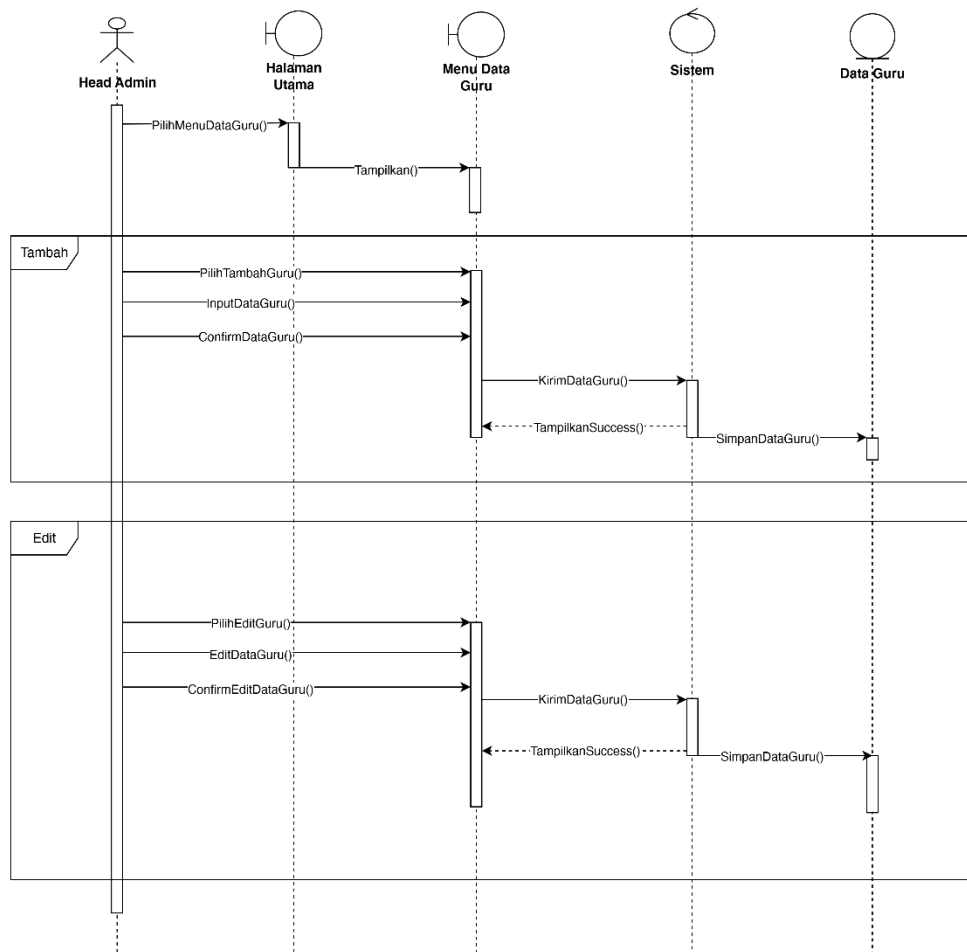 Head Admin
Halaman
Utama
Menu Data
Guru
Sistem
Data Guru
PilihMenuDataGuru()
Tampilkan()
Tambah
PilihTambahGuru()
InputDataGuru()
ConfirmDataGuru()
KirimDataGuru()
TampilkanSuccess()
SimpanDataGuru()
Edit
PilihEditGuru()
EditDataGuru()
ConfirmEditDataGuru()
KirimDataGuru()
TampilkanSuccess()
SimpanDataGuru()